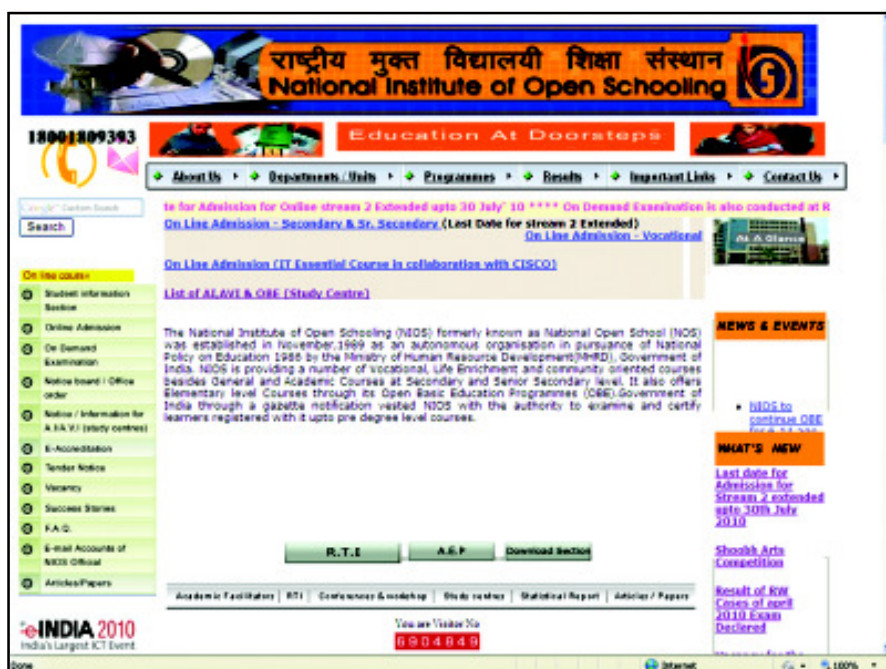 राष्ट्रीय मुक्त विद्यालयी शिक्षा संस्थान
National Institute of Open Schooling
18001809393
Education At Doorsteps
About Us
Departments/Units
Programmes
Results
Important Links
Contact Us
Custom Search
Search
te for Admission for Online stream 2 Extended upto 30 July' 10 **** On Demand Examination is also conducted at R
On Line Admission - Secondary & Sr. Secondary (Last Date for stream 2 Extended)
On Line Admission - Vocational
On Line Admission (IT Essential Course in collaboration with CISCO)
List of AI,AVI & OBE (Study Centre)
On line course
Student information
Section
Online Admission
On Demand
Examination
Notice board / Office
order
Notice / Information for
A.I/A.V.I (study centres)
E-Accreditation
Tender Notice
Vacancy
Success Stories
F.A.Q.
E-mail Accounts of
NIOS Official
Articles/Papers
The National Institute of Open Schooling (NIOS) formerly known as National Open School (NOS)
was established in November,1989 as an autonomous organisation in pursuance of National
Policy on Education 1986 by the Ministry of Human Resource Development(MHRD), Government of
India. NIOS is providing a number of Vocational, Life Enrichment and community oriented courses
besides General and Academic Courses at Secondary and Senior Secondary level. It also offers
Elementary level Courses through its Open Basic Education Programmes (OBE).Government of
India through a gazette notification vested NIOS with the authority to examine and certify
learners registered with it upto pre degree level courses.
At A Glance
NEWS & EVENTS
NIOS to
continue OBE
WHAT'S NEW
Last date for
Admission for
Stream 2 extended
upto 30th July
2010
Shoobh Arts
Competition
Result of RW
Cases of april
2010 Exam
Declared
R.T.I
A.E.P
Download Section
Academic Facilitators | RTI | Conferences & workshop | Study centres | Statistical Report | Articles / Papers
eINDIA 2010
India's Largest ICT Event
You are Visitor No
6904849
Done
Internet
100%